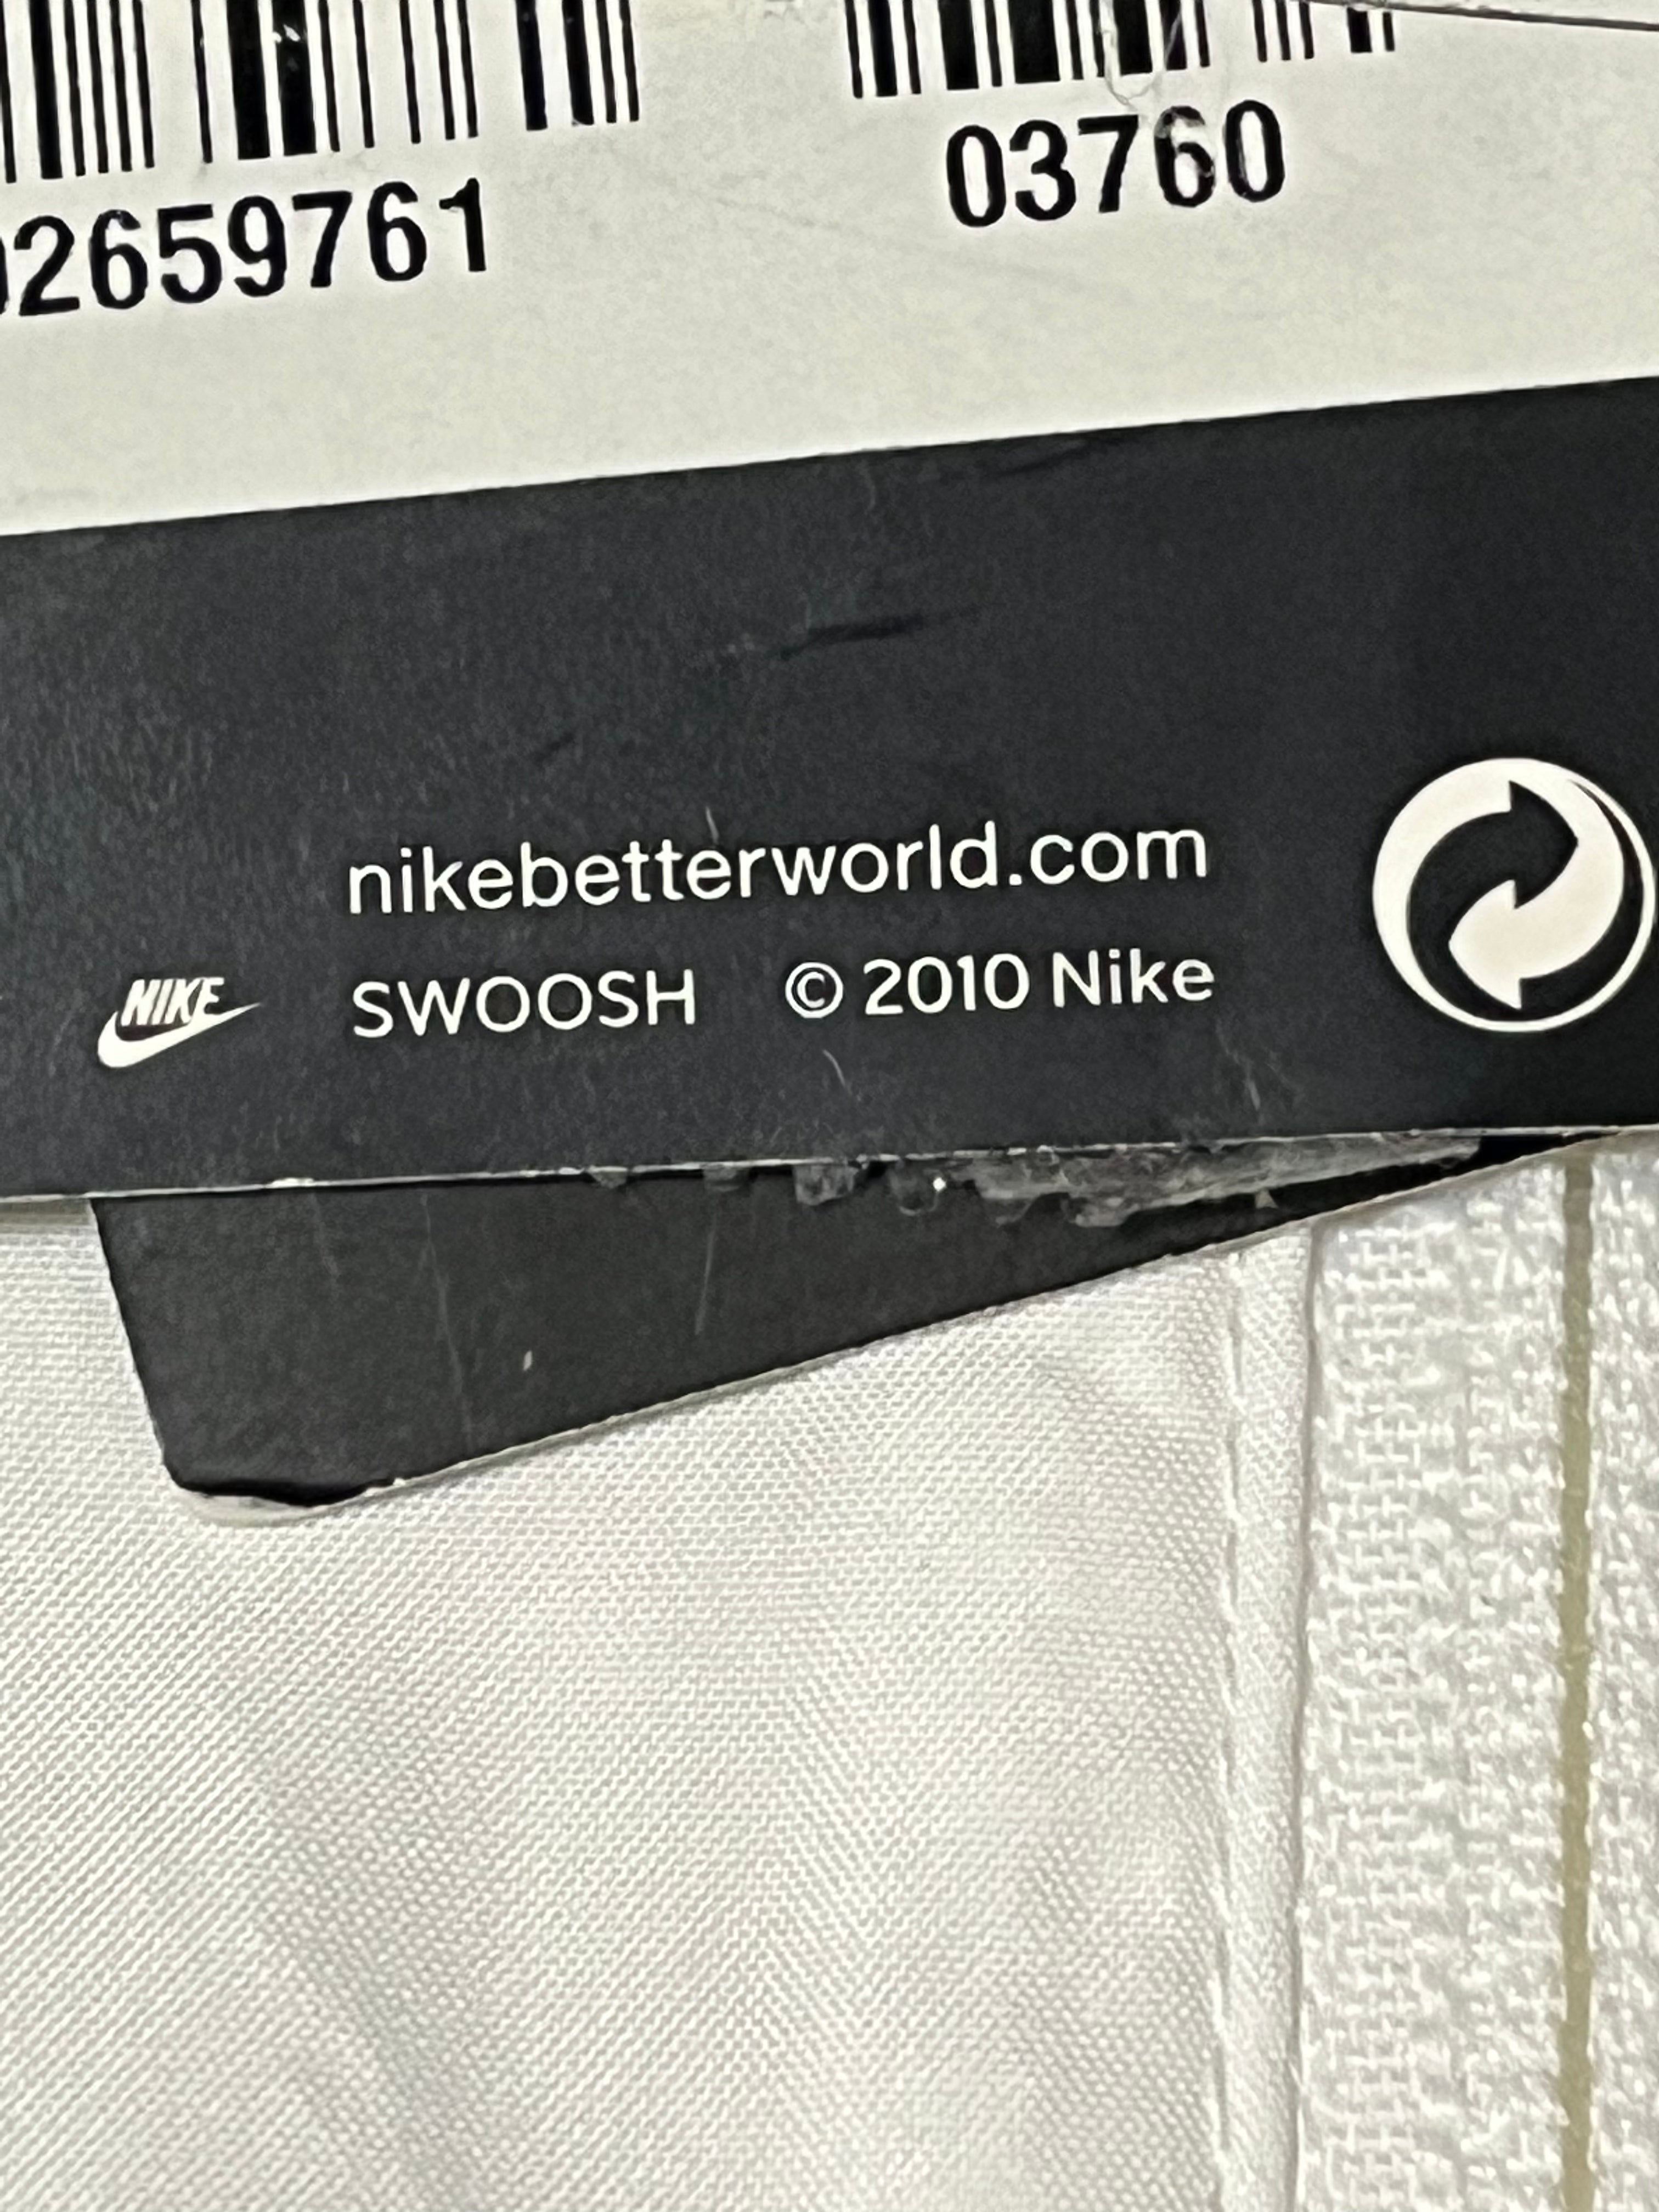 02659761
03760
nikebetterworld.com
NIKE
SWOOSH © 2010 Nike